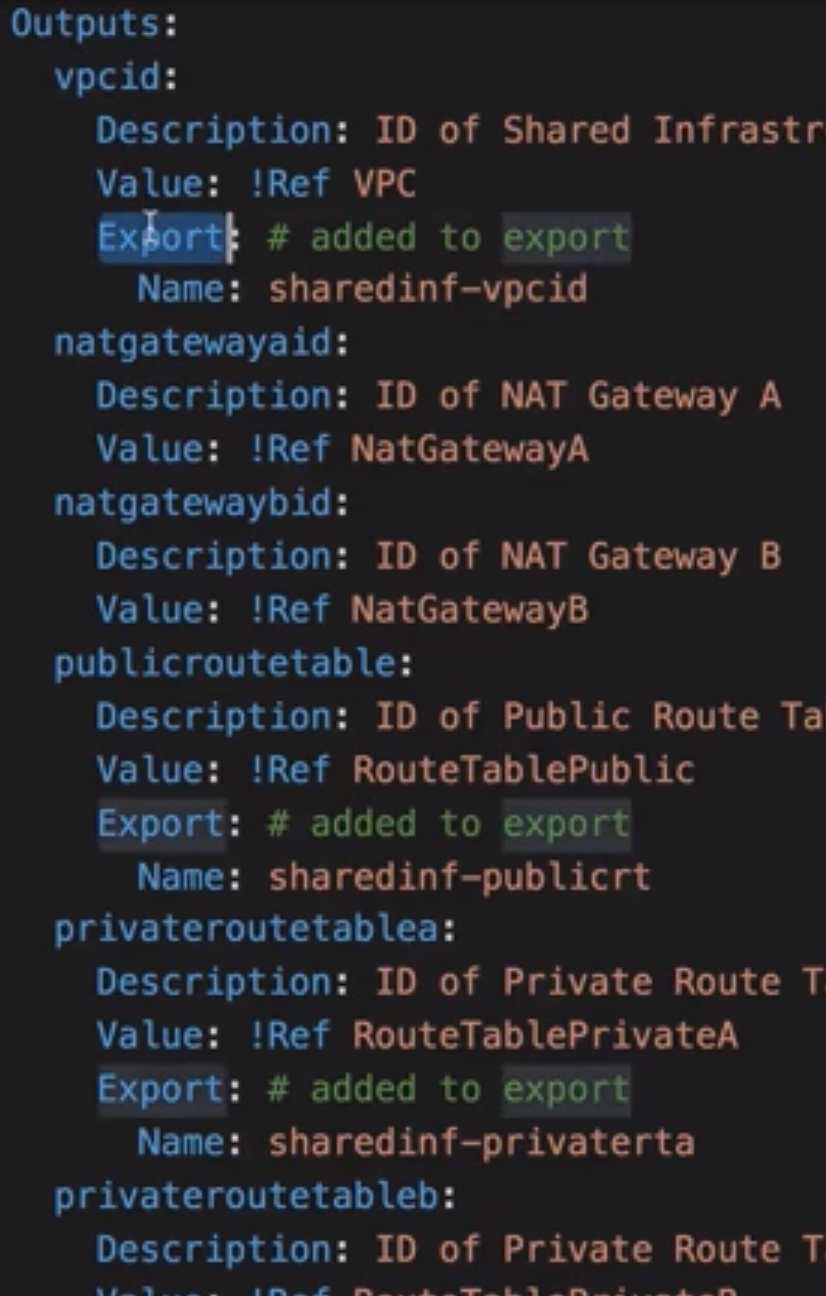 Outputs:
  vpcid:
    Description: ID of Shared
    Value: !Ref VPC
    Export: # added to export
      Name: sharedinf-vpcid
  natgatewayaid:
    Description: ID of NAT Gateway A
    Value: !Ref NatGatewayA
  natgatewaybid:
    Description: ID of NAT Gateway B
    Value: !Ref NatGatewayB
  publicroutetable:
    Description: ID of Public Route
    Value: !Ref RouteTablePublic
    Export: # added to export
      Name: sharedinf-publicrt
  privateroutetablea:
    Description: ID of Private Route
    Value: !Ref RouteTablePrivateA
    Export: # added to export
      Name: sharedinf-privaterta
  privateroutetableb:
    Description: ID of Private Route